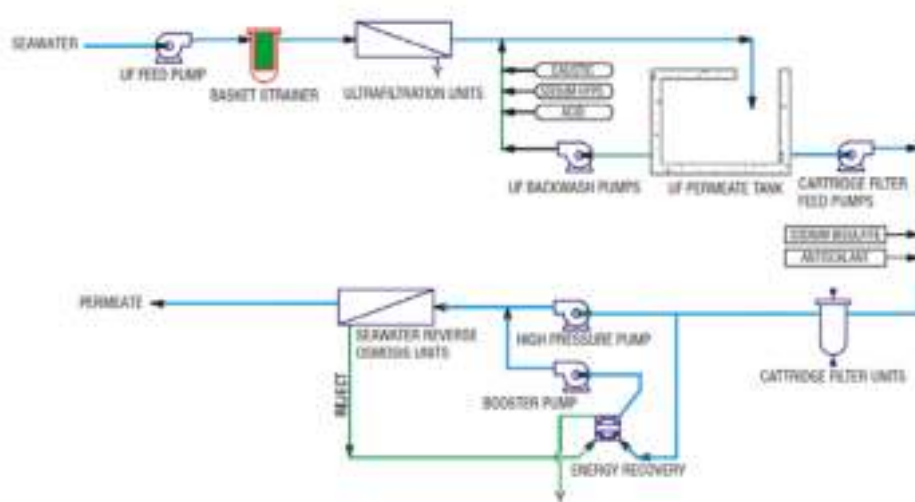 SEAWATER
UF FEED PUMP
BASKET STRAINER
ULTRAFILTRATION UNITS
CAUSTIC
SODIUM HYPO
ACID
UF BACKWASH PUMPS
UF PERMEATE TANK
CARTRIDGE FILTER
FEED PUMPS
SODIUM BISULFITE
ANTISCALANT
PERMEATE
SEAWATER REVERSE
OSMOSIS UNITS
HIGH PRESSURE PUMP
CATTRIDGE FILTER UNITS
REJECT
BOOSTER PUMP
ENERGY RECOVERY